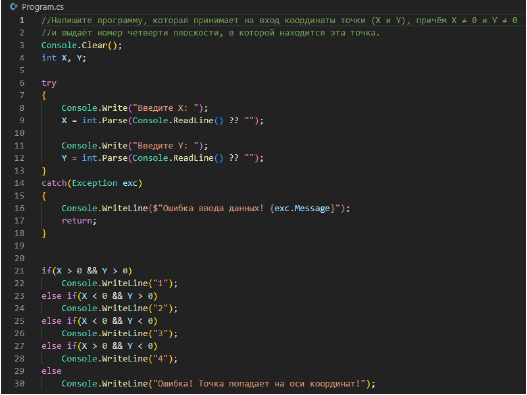 Program.cs
1 //Напишите программу, которая принимает на вход координаты точки (X и Y), причём X ≠ 0 и Y ≠ 0
2 //и выдаёт номер четверти плоскости, в которой находится эта точка.
3 Console.Clear();
4 int X, Y;
5
6 try
7 {
8     Console.Write("Введите X: ");
9     X = int.Parse(Console.ReadLine() ?? "");
10
11     Console.Write("Введите Y: ");
12     Y = int.Parse(Console.ReadLine() ?? "");
13 }
14 catch(Exception exc)
15 {
16     Console.WriteLine($"Ошибка ввода данных! {exc.Message}");
17     return;
18 }
19
20
21 if(X > 0 && Y > 0)
22     Console.WriteLine("1");
23 else if(X < 0 && Y > 0)
24     Console.WriteLine("2");
25 else if(X < 0 && Y < 0)
26     Console.WriteLine("3");
27 else if(X > 0 && Y < 0)
28     Console.WriteLine("4");
29 else
30     Console.WriteLine("Ошибка! Точка попадает на оси координат!");